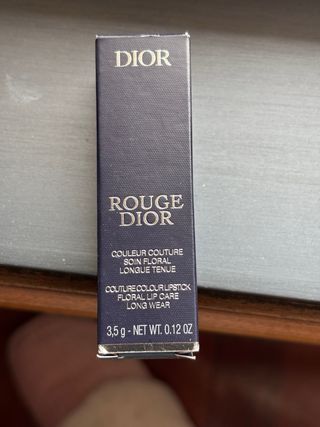 DIOR
ROUGE
DIOR
COULEUR COUTURE
SOIN FLORAL
LONGUE TENUE
COUTURE COLOUR LIPSTICK
FLORAL LIP CARE
LONG WEAR
3,5 g - NET WT. 0.12 OZ